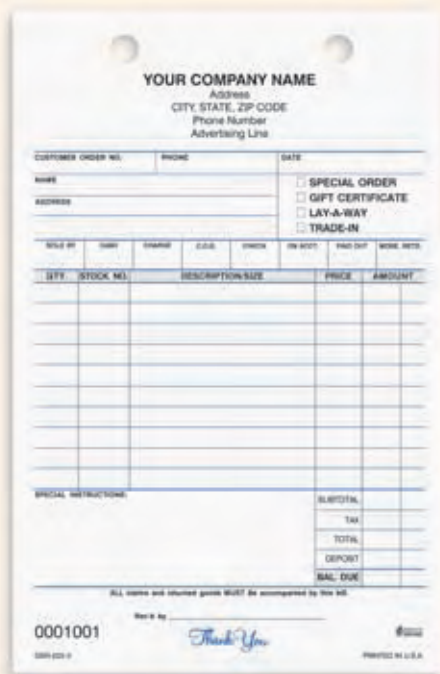 YOUR COMPANY NAME
Address
CITY, STATE, ZIP CODE
Phone Number
Advertising Line
CUSTOMER ORDER NO. PHONE DATE
NAME
ADDRESS
SPECIAL ORDER
GIFT CERTIFICATE
LAY-A-WAY
TRADE-IN
SOLD BY CASH CHARGE C.O.D. CHECK ON ACCT. PAID OUT MDSE. RETD.
QTY. STOCK NO. DESCRIPTION/SIZE PRICE AMOUNT
SPECIAL INSTRUCTIONS:
SUBTOTAL
TAX
TOTAL
DEPOSIT
BAL. DUE
ALL claims and returned goods MUST Be accompanied by this bill.
Rec'd by
0001001
Thank You
PRINTED IN U.S.A.